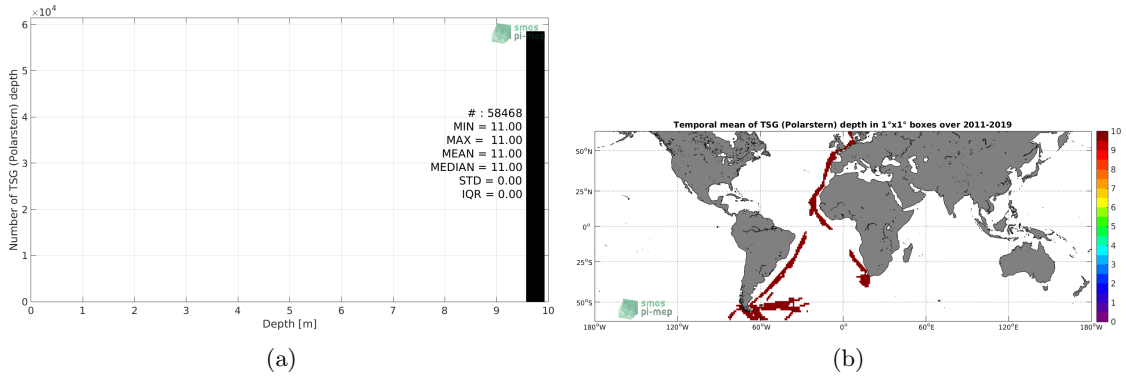 ×10⁴
6
5
4
3
2
1
0
Number of TSG (Polarstern) depth
smos
pi-mep
# : 58468
MIN = 11.00
MAX = 11.00
MEAN = 11.00
MEDIAN = 11.00
STD = 0.00
IQR = 0.00
0 1 2 3 4 5 6 7 8 9 10
Depth [m]
(a)
Temporal mean of TSG (Polarstern) depth in 1°x1° boxes over 2011-2019
50°N
25°N
0°
25°S
50°S
180°W 120°W 60°W 0° 60°E 120°E 180°E
smos
pi-mep
10
9
8
7
6
5
4
3
2
1
0
(b)